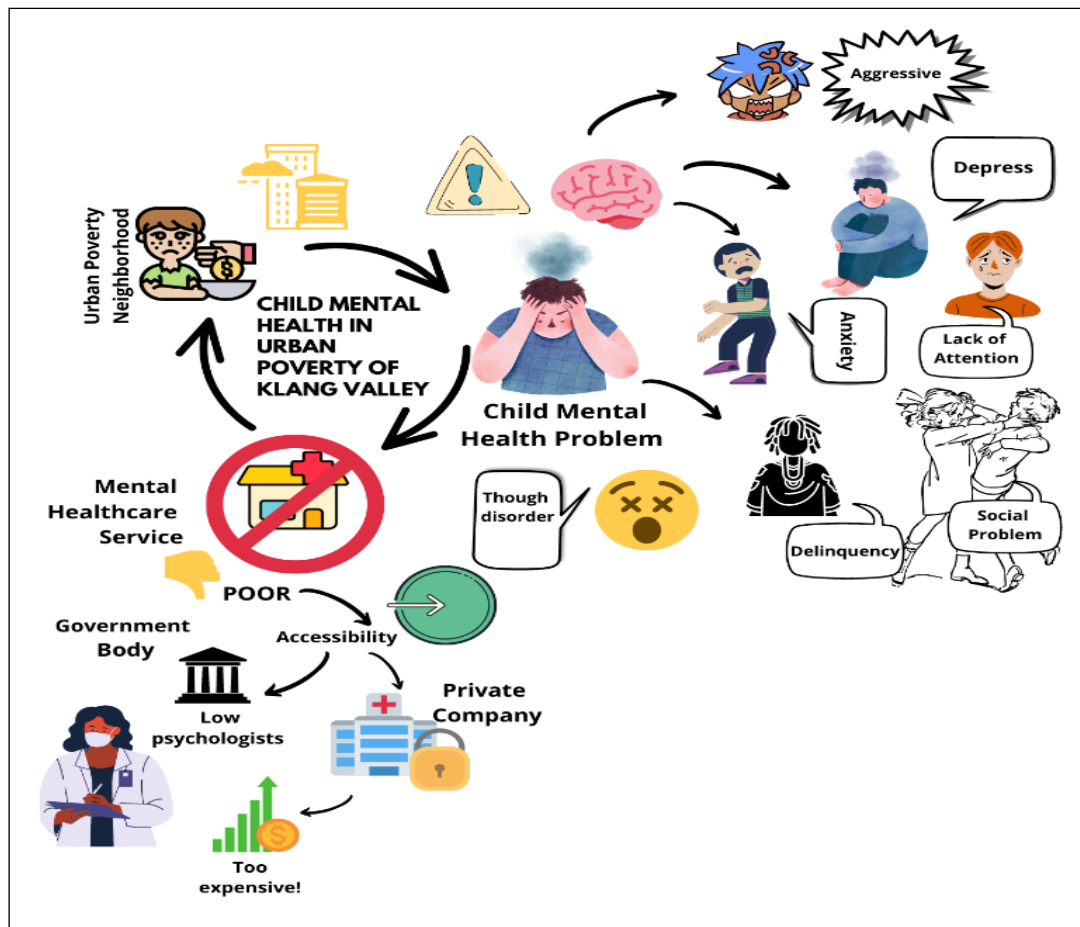 Aggressive
Depress
Urban Poverty
Neighborhood
CHILD MENTAL
HEALTH IN
URBAN
POVERTY OF
KLANG VALLEY
Anxiety
Lack of
Attention
Child Mental
Health Problem
Though
disorder
Delinquency
Social
Problem
Mental
Healthcare
Service
POOR
Accessibility
Government
Body
Low
psychologists
Private
Company
Too
expensive!